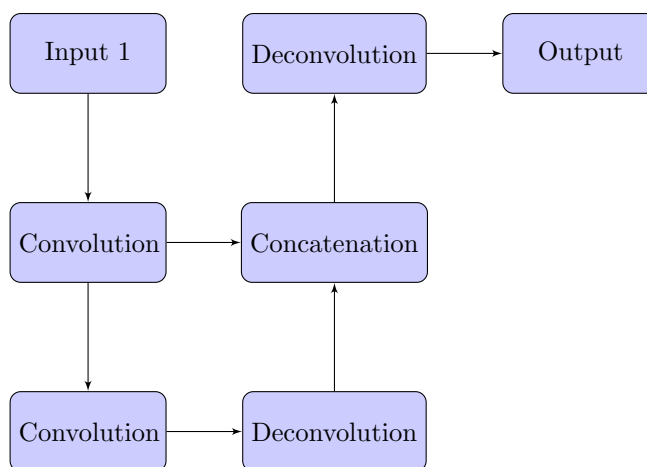 Input 1
Deconvolution
Output
Convolution
Concatenation
Convolution
Deconvolution